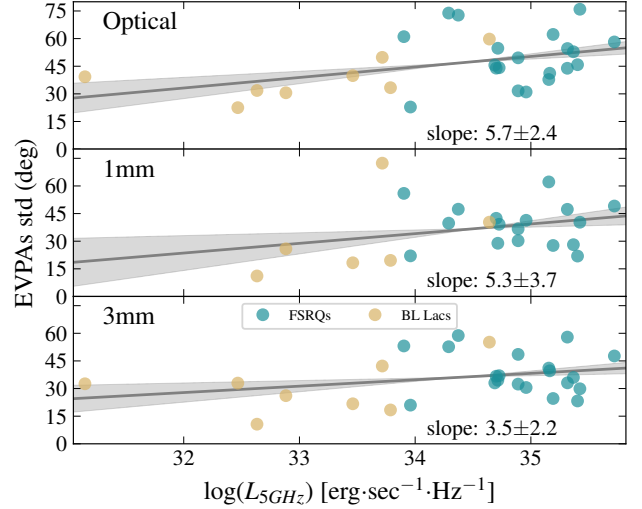 75
Optical
60
45
30
15
slope: 5.7±2.4
0
EVPAs std (deg)
1mm
60
45
30
15
slope: 5.3±3.7
0
3mm
FSRQs BL Lacs
60
45
30
15
slope: 3.5±2.2
0
32 33 34 35
log(L5GHz) [erg·sec⁻¹·Hz⁻¹]